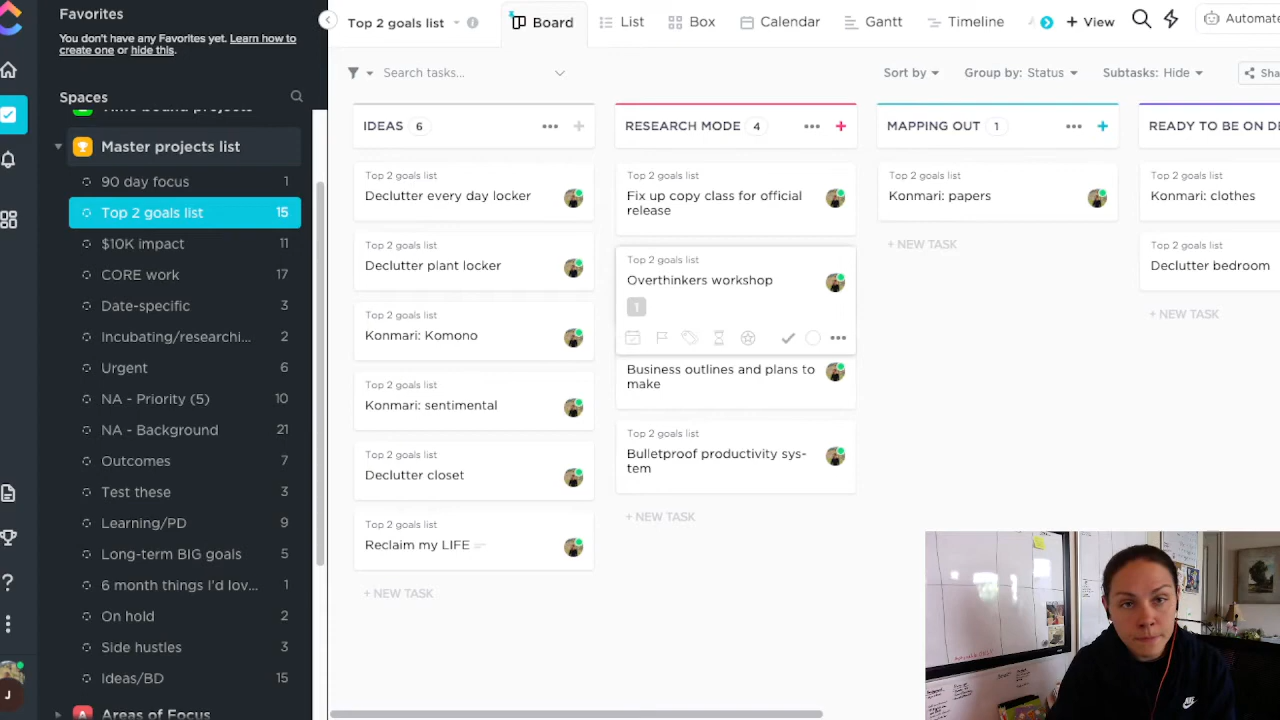 Favorites
You don't have any Favorites yet. Learn how to
create one or hide this.
Spaces
Time bound projects
Master projects list
90 day focus 1
Top 2 goals list 15
$10K impact 11
CORE work 17
Date-specific 3
Incubating/researchi... 2
Urgent 6
NA - Priority (5) 10
NA - Background 21
Outcomes 7
Test these 3
Learning/PD 9
Long-term BIG goals 5
6 month things I'd lov... 1
On hold 2
Side hustles 3
Ideas/BD 15
Areas of Focus
J
Top 2 goals list
Board
List
Box
Calendar
Gantt
Timeline
+ View
Automat
Search tasks...
Sort by
Group by: Status
Subtasks: Hide
Sha
IDEAS 6
Top 2 goals list
Declutter every day locker
Top 2 goals list
Declutter plant locker
Top 2 goals list
Konmari: Komono
Top 2 goals list
Konmari: sentimental
Top 2 goals list
Declutter closet
Top 2 goals list
Reclaim my LIFE
+ NEW TASK
RESEARCH MODE 4
Top 2 goals list
Fix up copy class for official
release
Top 2 goals list
Overthinkers workshop
1
Business outlines and plans to
make
Top 2 goals list
Bulletproof productivity sys-
tem
+ NEW TASK
MAPPING OUT 1
Top 2 goals list
Konmari: papers
+ NEW TASK
READY TO BE ON DE
Top 2 goals list
Konmari: clothes
Top 2 goals list
Declutter bedroom
+ NEW TASK